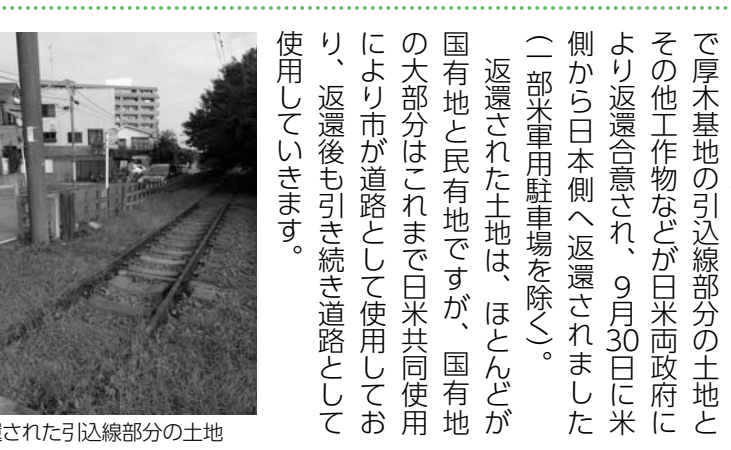 で厚木基地の引込線部分の土地と
その他工作物などが日米両政府に
より返還合意され、9月30日に米
側から日本側へ返還されました
（一部米軍用駐車場を除く）。
　返還された土地は、ほとんどが
国有地と民有地ですが、国有地
の大部分はこれまで日米共同使用
により市が道路として使用してお
り、返還後も引き続き道路として
使用していきます。
された引込線部分の土地